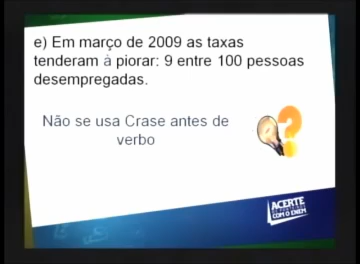 e) Em março de 2009 as taxas
tenderam à piorar: 9 entre 100 pessoas
desempregadas.
Não se usa Crase antes de
verbo
ACERTE
COM O ENEM